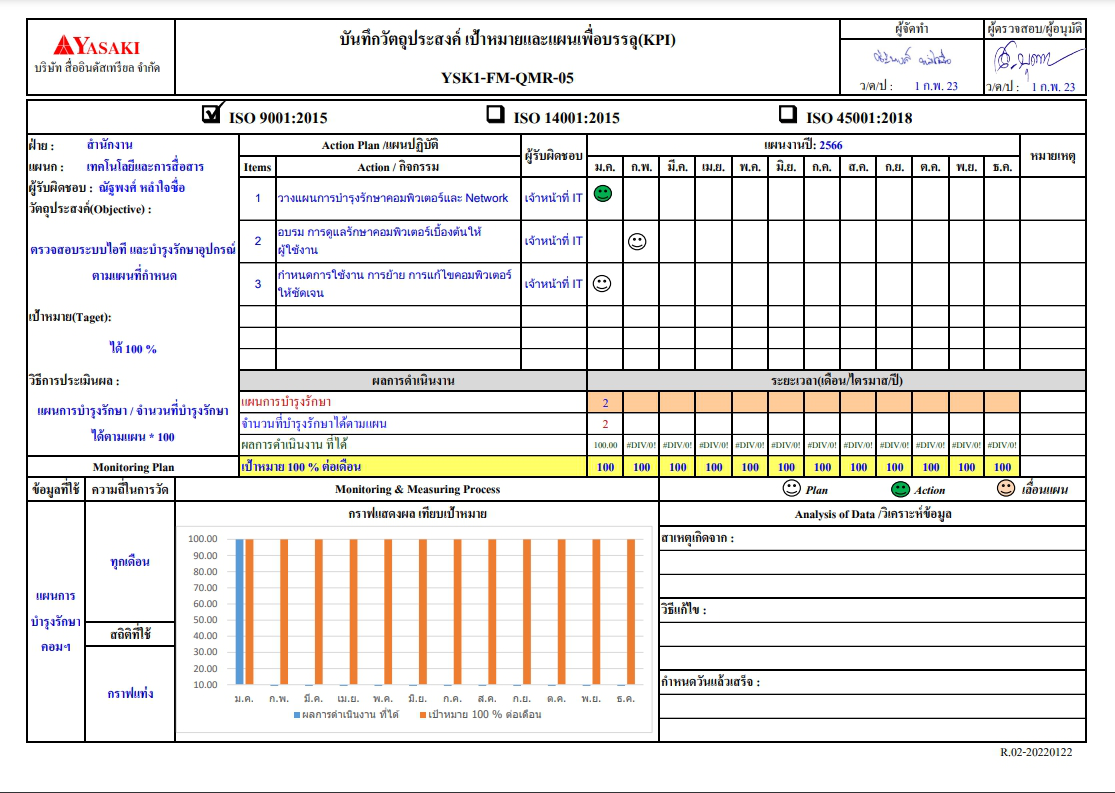 YASAKI
บริษัท สื่ออินดัสเทรียล จำกัด
บันทึกวัตถุประสงค์ เป้าหมายและแผนเพื่อบรรลุ(KPI)
YSK1-FM-QMR-05
ผู้จัดทำ
ผู้ตรวจสอบ/ผู้อนุมัติ
ว/ด/ป : 1 ก.พ. 23
ว/ด/ป : 1 ก.พ. 23
ISO 9001:2015 ISO 14001:2015 ISO 45001:2018
ฝ่าย : สำนักงาน
แผนก : เทคโนโลยีและการสื่อสาร
ผู้รับผิดชอบ : ณัฐพงศ์ หลำใจซื่อ
วัตถุประสงค์(Objective) :
ตรวจสอบระบบไอที และบำรุงรักษาอุปกรณ์
ตามแผนที่กำหนด
เป้าหมาย(Taget):
ได้ 100 %
วิธีการประเมินผล :
แผนการบำรุงรักษา / จำนวนที่บำรุงรักษา
ได้ตามแผน * 100
Monitoring Plan
Action Plan /แผนปฏิบัติ ผู้รับผิดชอบ แผนงานปี: 2566 หมายเหตุ
Items Action / กิจกรรม ม.ค. ก.พ. มี.ค. เม.ย. พ.ค. มิ.ย. ก.ค. ส.ค. ก.ย. ต.ค. พ.ย. ธ.ค.
1 วางแผนการบำรุงรักษาคอมพิวเตอร์และ Network เจ้าหน้าที่ IT
2 อบรม การดูแลรักษาคอมพิวเตอร์เบื้องต้นให้
ผู้ใช้งาน เจ้าหน้าที่ IT
3 กำหนดการใช้งาน การย้าย การแก้ไขคอมพิวเตอร์
ให้ชัดเจน เจ้าหน้าที่ IT
ผลการดำเนินงาน ระยะเวลา(เดือน/ไตรมาส/ปี)
แผนการบำรุงรักษา 2
จำนวนที่บำรุงรักษาได้ตามแผน 2
ผลการดำเนินงาน ที่ได้ 100.00 #DIV/0! #DIV/0! #DIV/0! #DIV/0! #DIV/0! #DIV/0! #DIV/0! #DIV/0! #DIV/0! #DIV/0! #DIV/0!
เป้าหมาย 100 % ต่อเดือน 100 100 100 100 100 100 100 100 100 100 100 100
ข้อมูลที่ใช้ ความถี่ในการวัด Monitoring & Measuring Process Plan Action เลื่อนแผน
แผนการ
บำรุงรักษา
คอมฯ
ทุกเดือน
สถิติที่ใช้
กราฟแท่ง
กราฟแสดงผล เทียบเป้าหมาย
100.00
90.00
80.00
70.00
60.00
50.00
40.00
30.00
20.00
10.00
ม.ค. ก.พ. มี.ค. เม.ย. พ.ค. มิ.ย. ก.ค. ส.ค. ก.ย. ต.ค. พ.ย. ธ.ค.
ผลการดำเนินงาน ที่ได้ เป้าหมาย 100 % ต่อเดือน
Analysis of Data /วิเคราะห์ข้อมูล
สาเหตุเกิดจาก :
วิธีแก้ไข :
กำหนดวันแล้วเสร็จ :
R.02-20220122